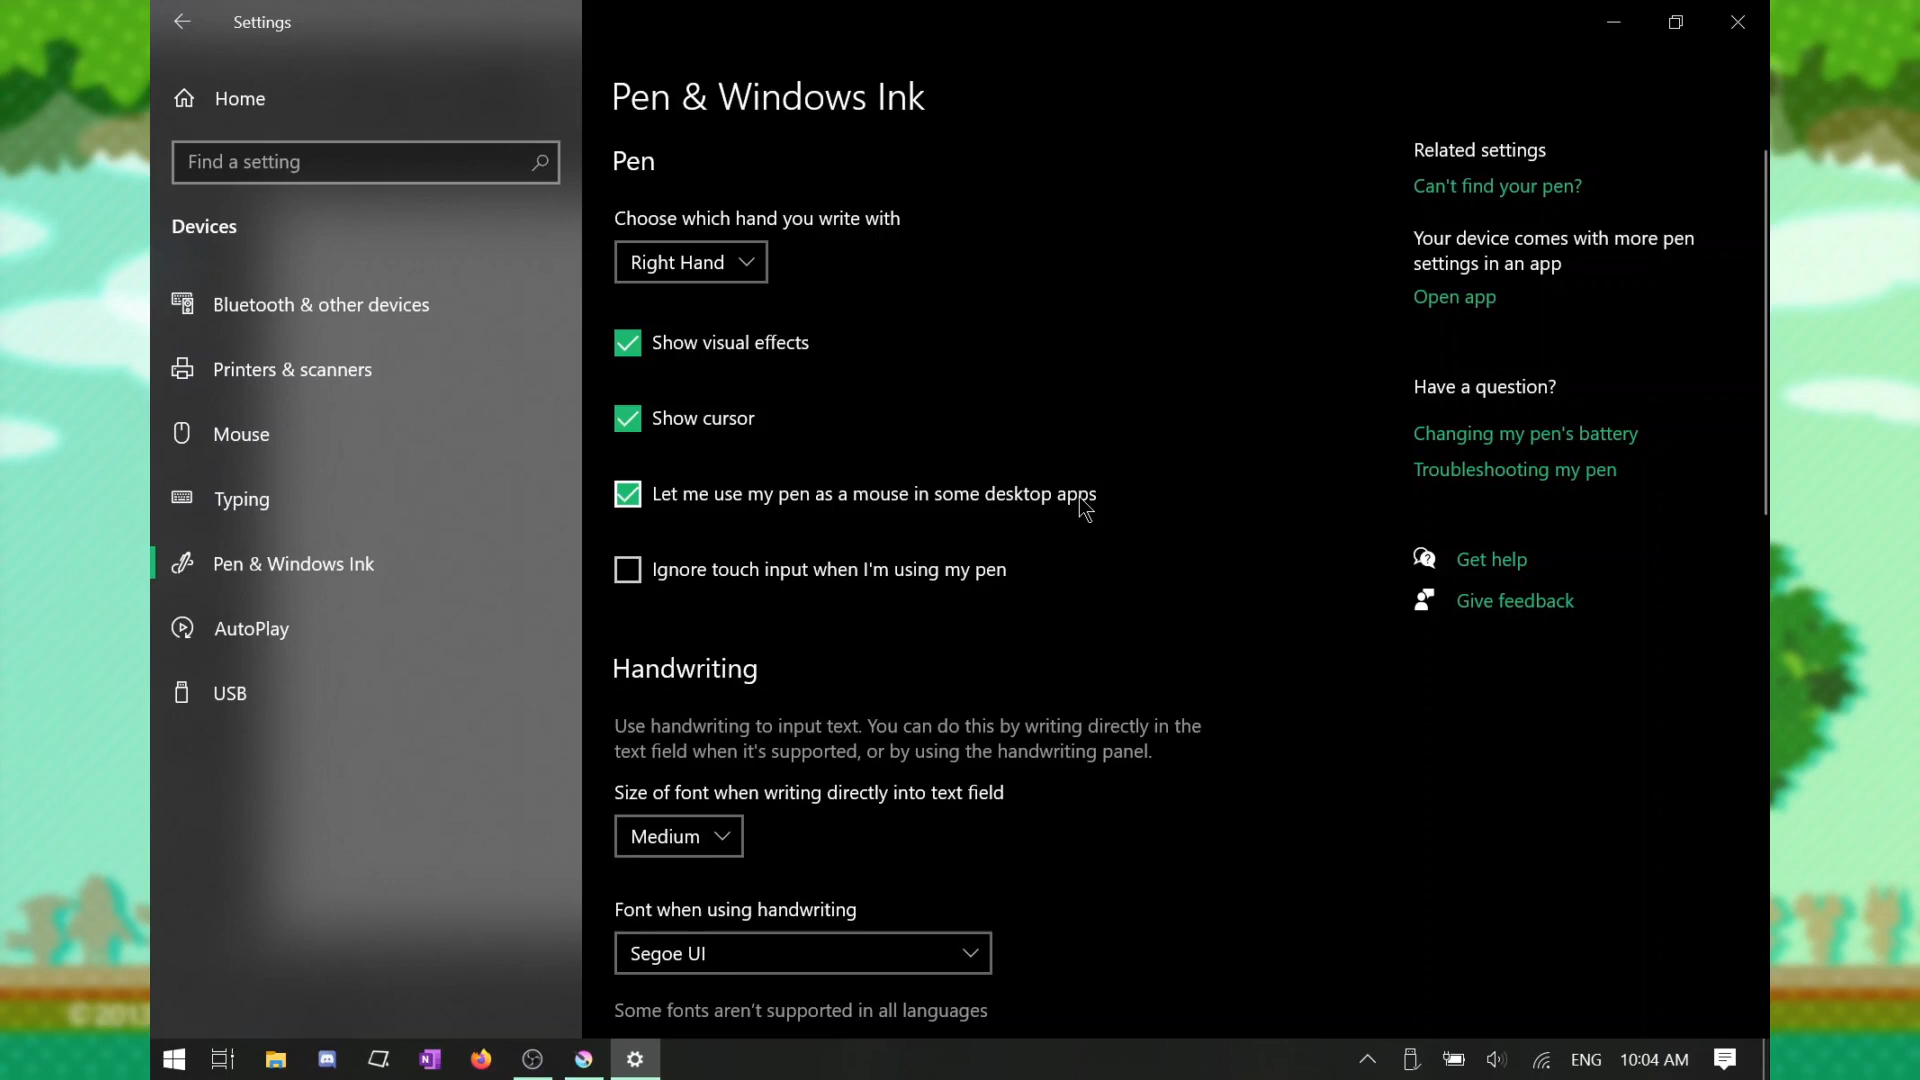 Settings
Home
Find a setting
Devices
Bluetooth & other devices
Printers & scanners
Mouse
Typing
Pen & Windows Ink
AutoPlay
USB
Pen & Windows Ink
Pen
Choose which hand you write with
Right Hand
Show visual effects
Show cursor
Let me use my pen as a mouse in some desktop apps
Ignore touch input when I'm using my pen
Handwriting
Use handwriting to input text. You can do this by writing directly in the
text field when it's supported, or by using the handwriting panel.
Size of font when writing directly into text field
Medium
Font when using handwriting
Segoe UI
Some fonts aren't supported in all languages
Related settings
Can't find your pen?
Your device comes with more pen
settings in an app
Open app
Have a question?
Changing my pen's battery
Troubleshooting my pen
Get help
Give feedback
ENG 10:04 AM